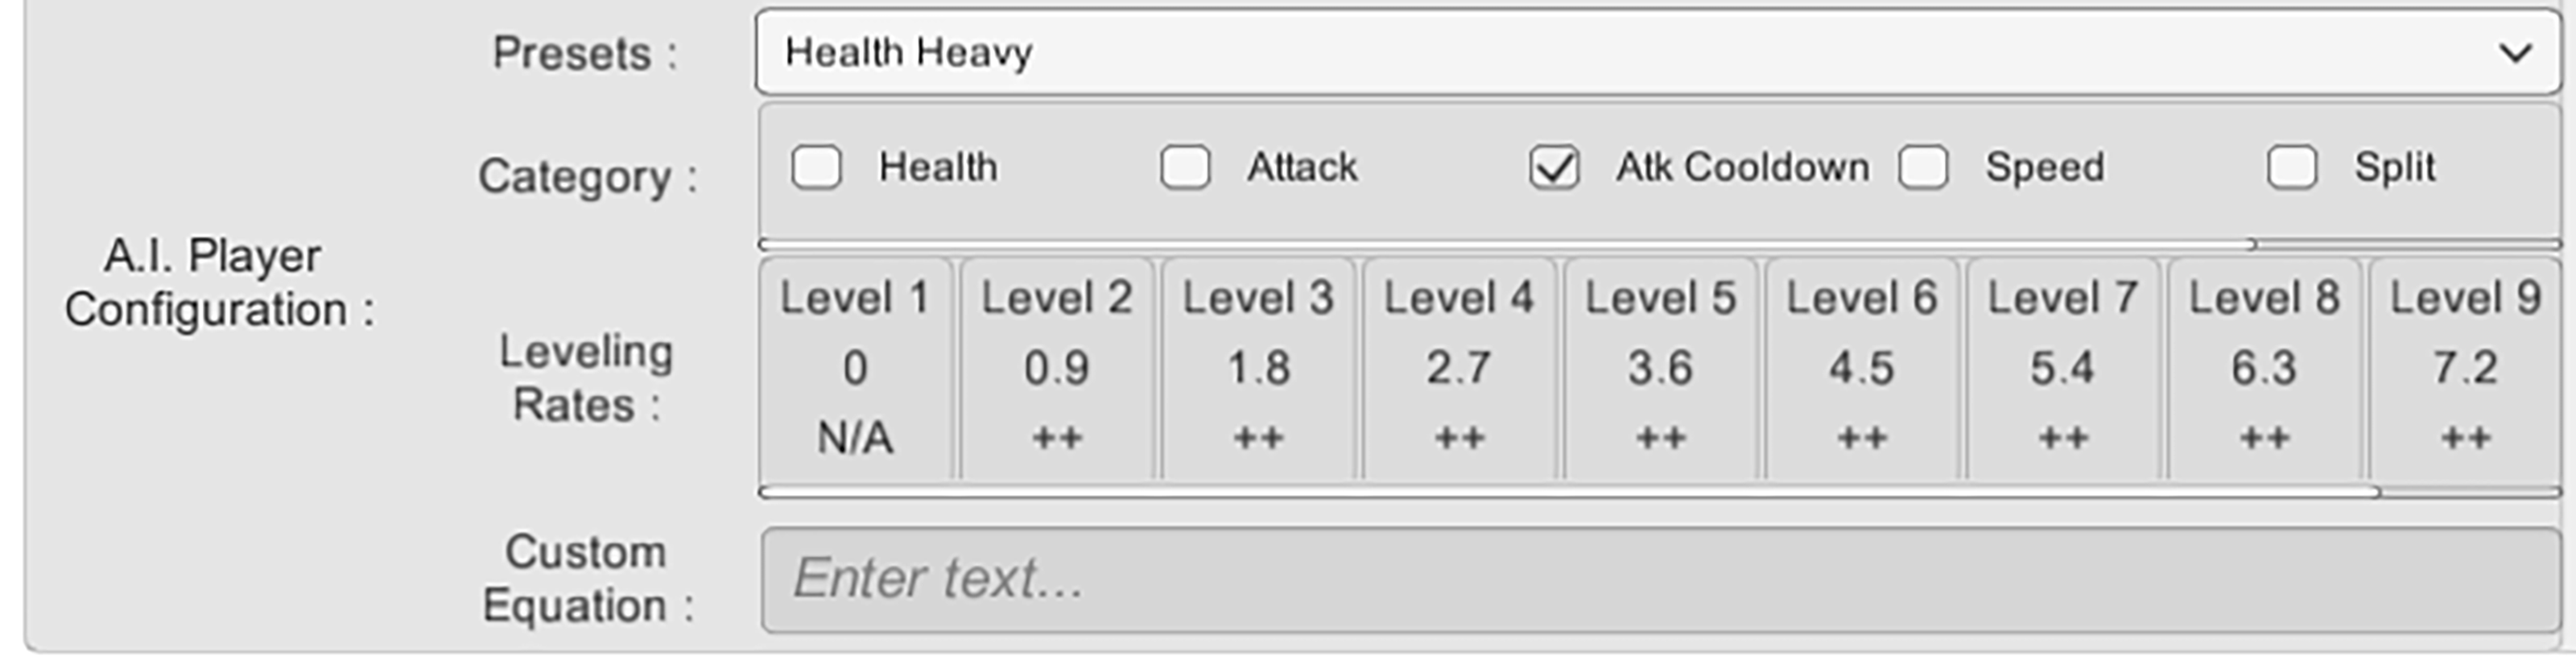 Presets :
Health Heavy
Category :
Health Attack Atk Cooldown Speed Split
A.I. Player
Configuration :
Leveling
Rates :
Level 1 Level 2 Level 3 Level 4 Level 5 Level 6 Level 7 Level 8 Level 9
0 0.9 1.8 2.7 3.6 4.5 5.4 6.3 7.2
N/A ++ ++ ++ ++ ++ ++ ++ ++
Custom
Equation :
Enter text...